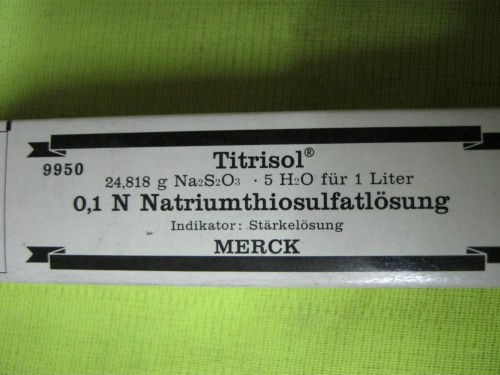 Titrisol®
9950
24,818 g Na₂S₂O₃ · 5 H₂O für 1 Liter
0,1 N Natriumthiosulfatlösung
Indikator: Stärkelösung
MERCK